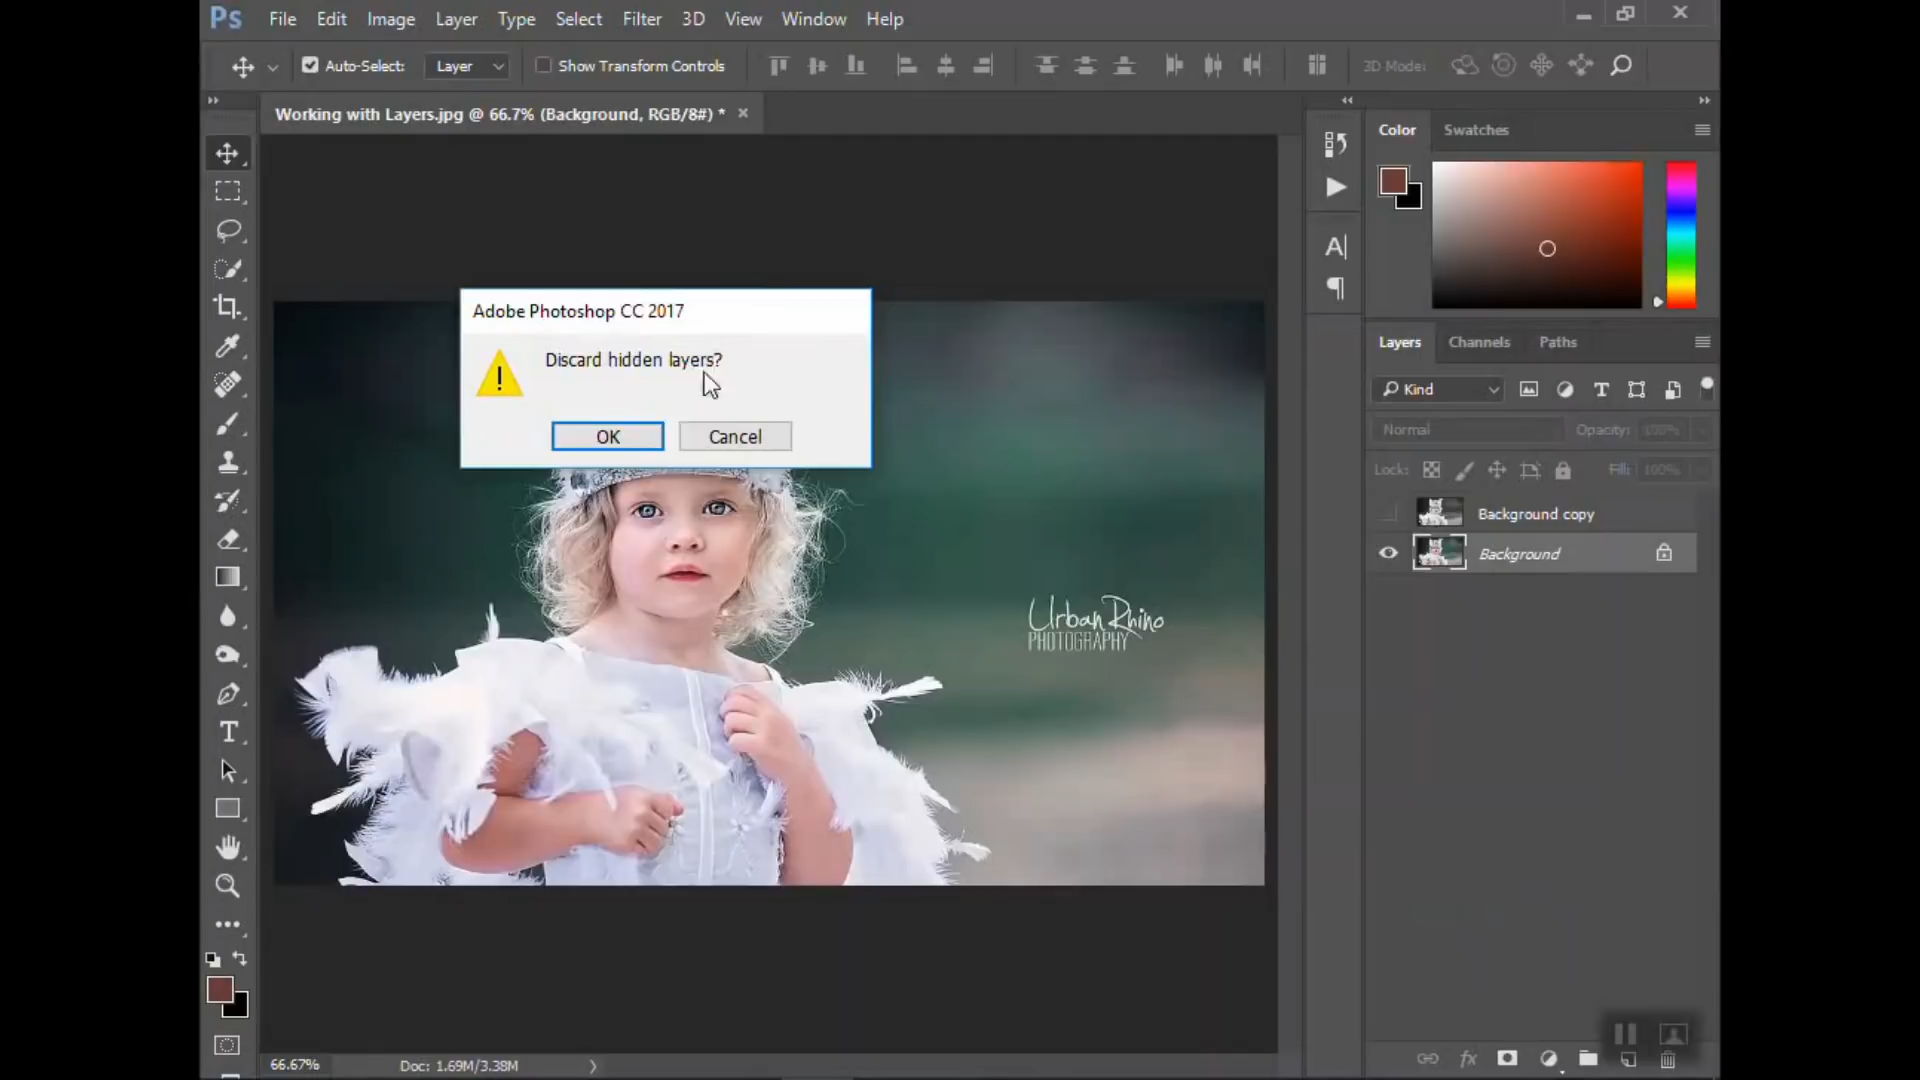 Ps File Edit Image Layer Type Select Filter 3D View Window Help
Auto-Select: Layer Show Transform Controls 3D Mode:
Working with Layers.jpg @ 66.7% (Background, RGB/8#) * ×
Color Swatches
Adobe Photoshop CC 2017
Discard hidden layers?
OK Cancel
Layers Channels Paths
Kind
Normal Opacity: 100%
Lock: Fill: 100%
Background copy
Background
Urban Rhino
PHOTOGRAPHY
66.67% Doc: 1.69M/3.38M